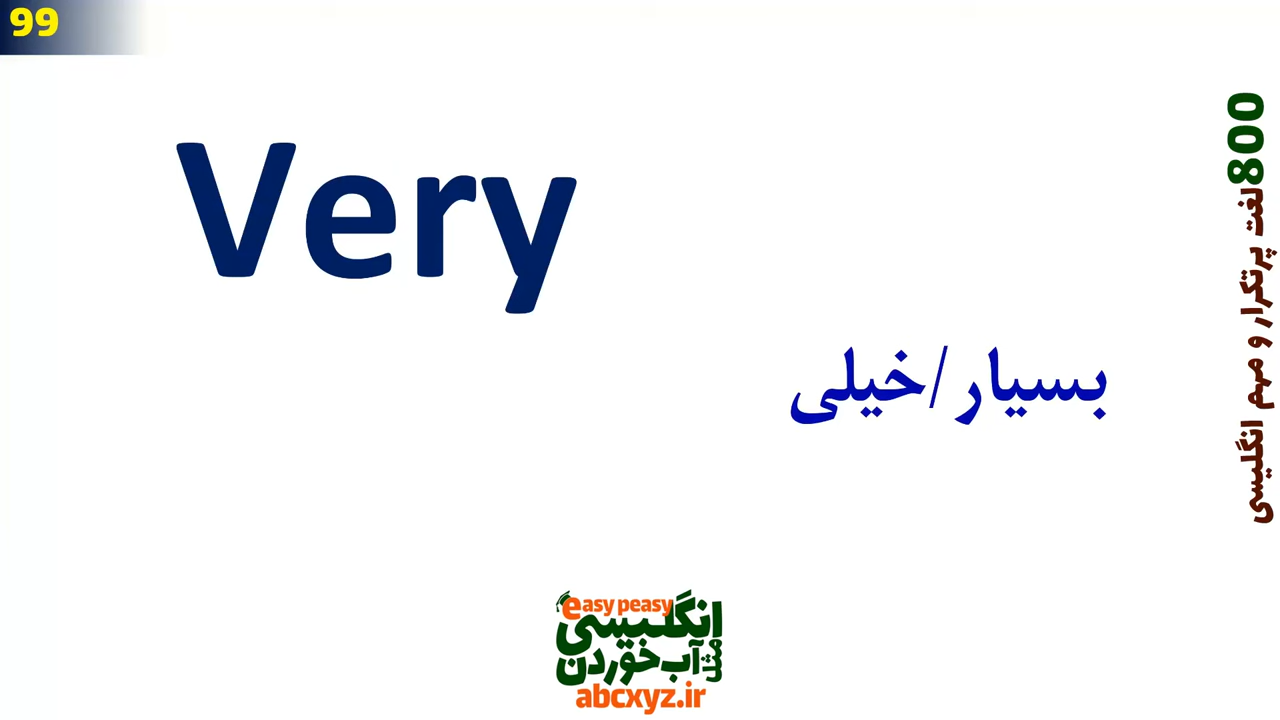 99
Very
بسیار/خیلی
800 لغت پرتکرار و مهم انگلیسی
easy peasy
انگلیسی
مثل آب خوردن
abcxyz.ir